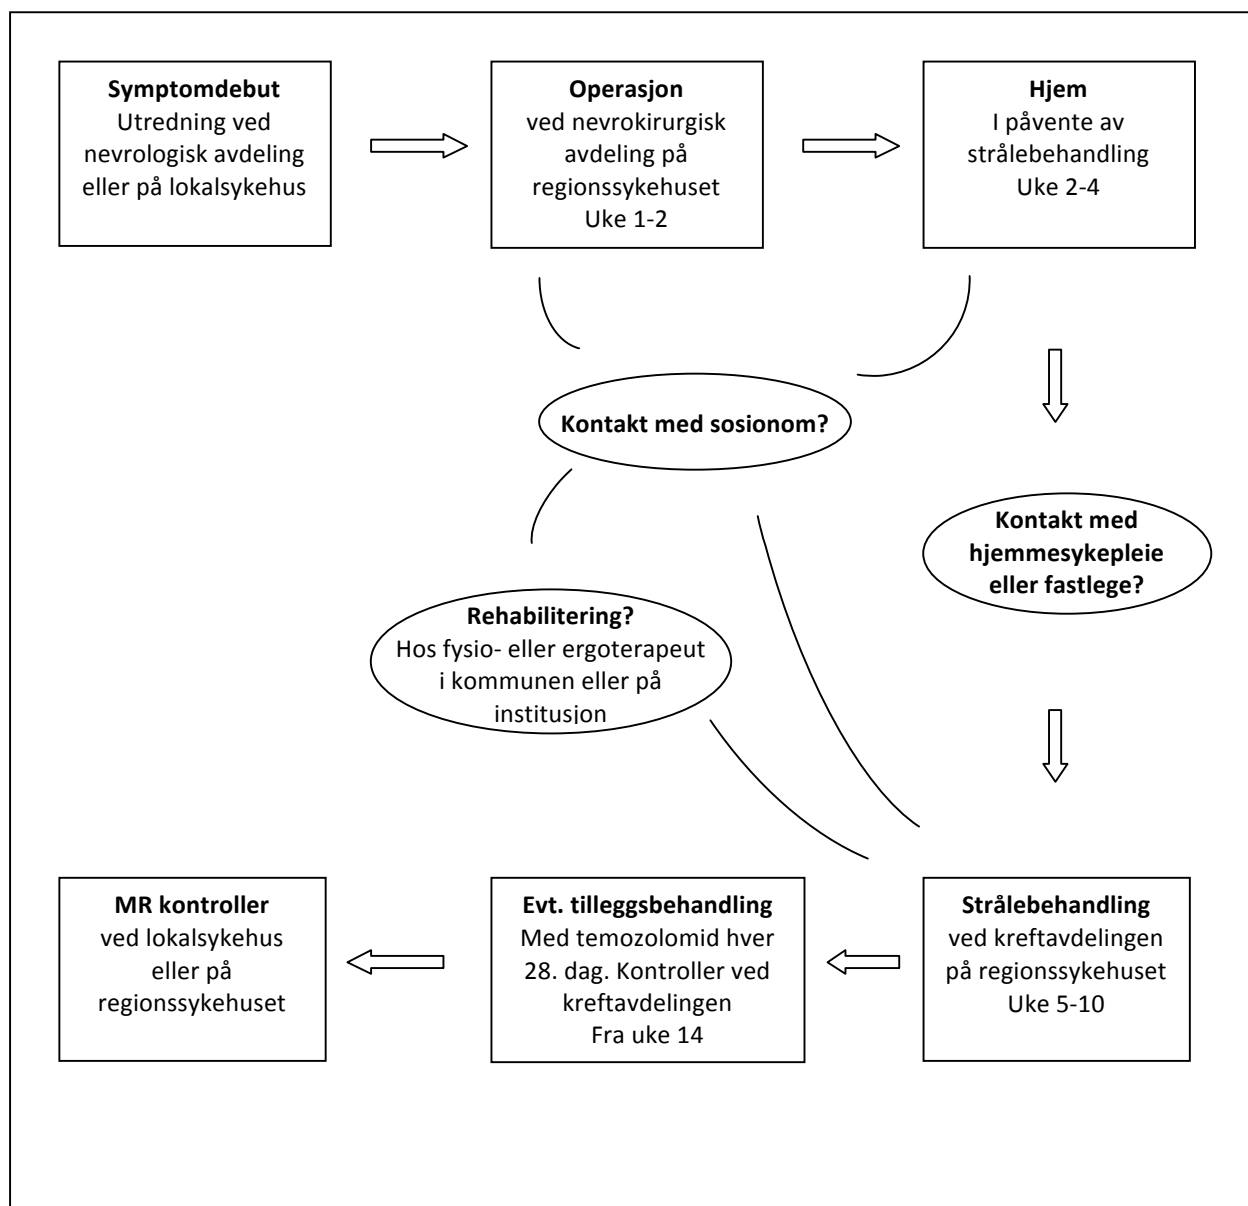 Symptomdebut
Utredning ved
nevrologisk avdeling
eller på lokalsykehus
Operasjon
ved nevrokirurgisk
avdeling på
regionssykehuset
Uke 1-2
Hjem
I påvente av
strålebehandling
Uke 2-4
Kontakt med sosionom?
Kontakt med
hjemmesykepleie
eller fastlege?
Rehabilitering?
Hos fysio- eller ergoterapeut
i kommunen eller på
institusjon
MR kontroller
ved lokalsykehus
eller på
regionssykehuset
Evt. tilleggsbehandling
Med temozolomid hver
28. dag. Kontroller ved
kreftavdelingen
Fra uke 14
Strålebehandling
ved kreftavdelingen
på regionssykehuset
Uke 5-10